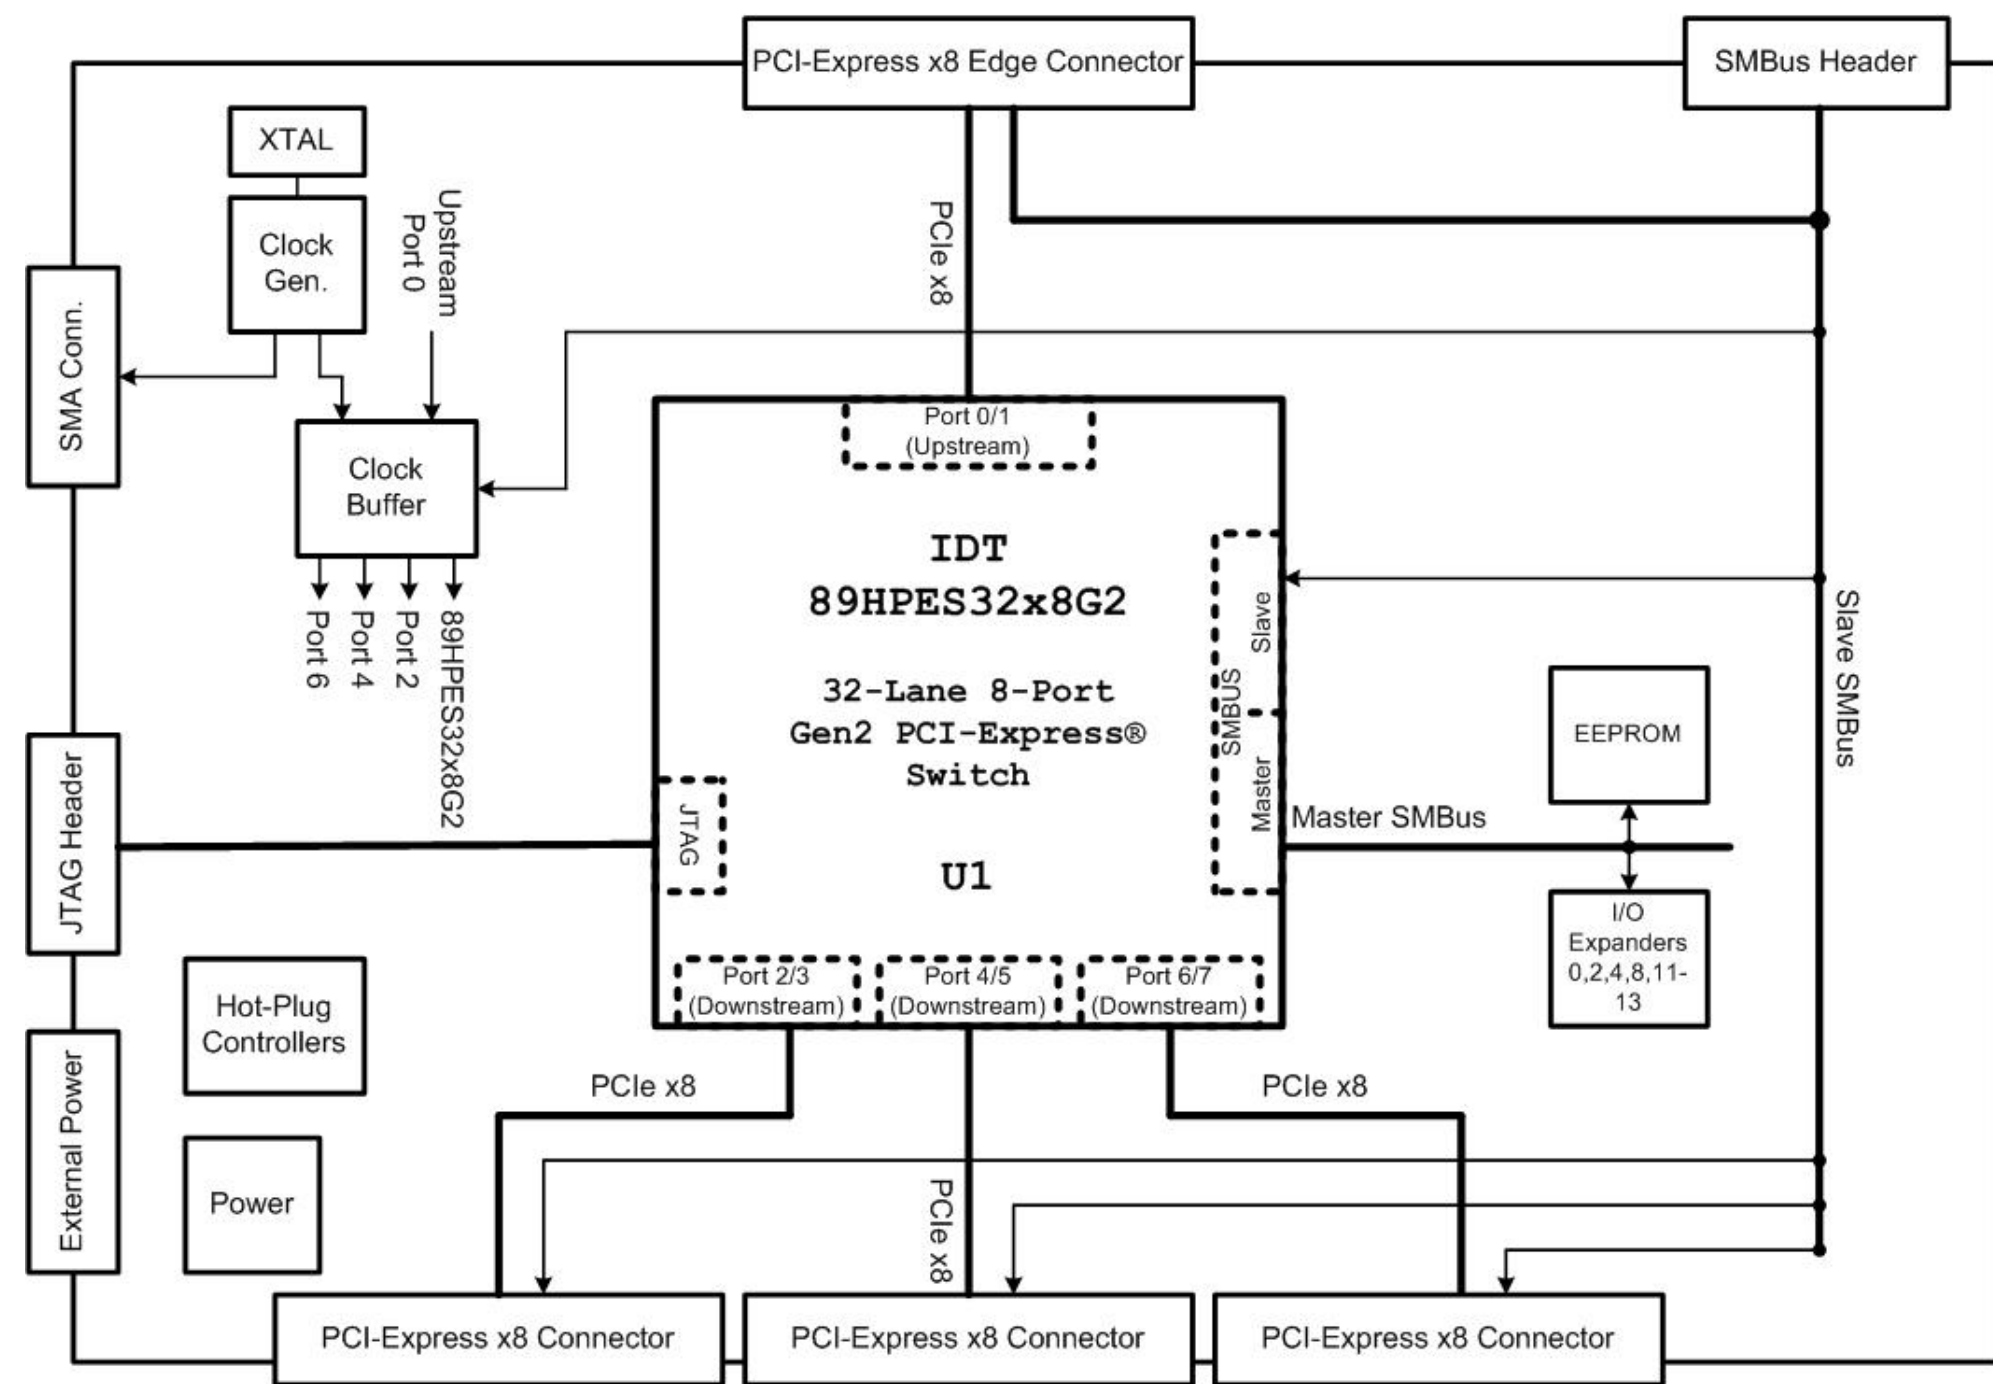 PCI-Express x8 Edge Connector
SMBus Header
XTAL
Clock
Gen.
Upstream
Port 0
PCIe x8
SMA Conn.
Clock
Buffer
Port 6
Port 4
Port 2
89HPES32x8G2
Port 0/1
(Upstream)
IDT
89HPES32x8G2
32-Lane 8-Port
Gen2 PCI-Express®
Switch
U1
Slave
SMBUS
Master
JTAG
Slave SMBus
EEPROM
Master SMBus
I/O
Expanders
0,2,4,8,11-
13
JTAG Header
Hot-Plug
Controllers
Port 2/3
(Downstream)
Port 4/5
(Downstream)
Port 6/7
(Downstream)
PCIe x8
PCIe x8
PCIe x8
External Power
Power
PCI-Express x8 Connector
PCI-Express x8 Connector
PCI-Express x8 Connector